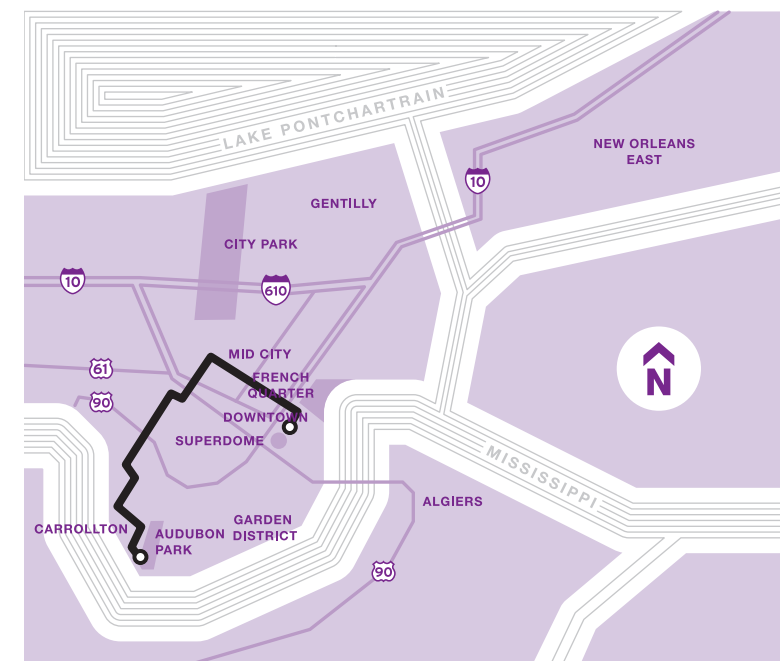 LAKE PONTCHARTRAIN
NEW ORLEANS
EAST
10
GENTILLY
CITY PARK
10
610
MID CITY
61
FRENCH
QUARTER
90
N
DOWNTOWN
SUPERDOME
MISSISSIPPI
ALGIERS
CARROLLTON
AUDUBON
PARK
GARDEN
DISTRICT
90